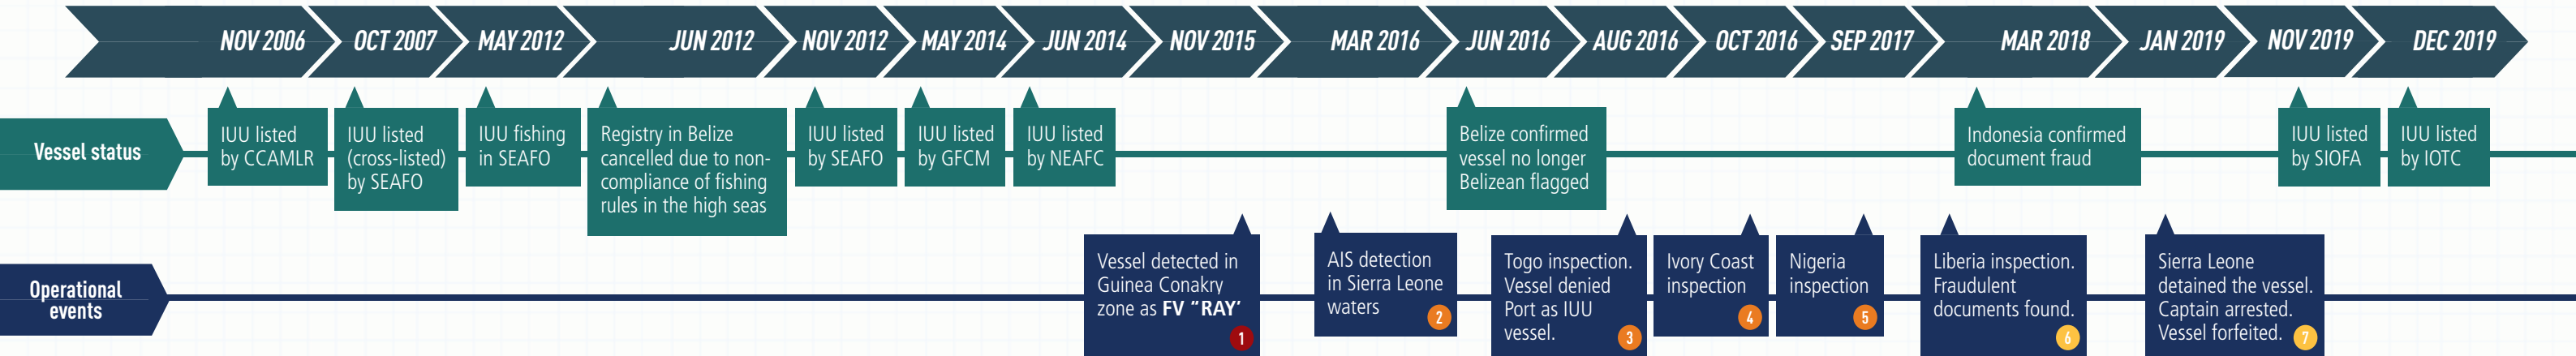 NOV 2006
OCT 2007
MAY 2012
JUN 2012
NOV 2012
MAY 2014
JUN 2014
NOV 2015
MAR 2016
JUN 2016
AUG 2016
OCT 2016
SEP 2017
MAR 2018
JAN 2019
NOV 2019
DEC 2019
Vessel status
IUU listed
by CCAMLR
IUU listed
(cross-listed)
by SEAFO
IUU fishing
in SEAFO
Registry in Belize
cancelled due to non-
compliance of fishing
rules in the high seas
IUU listed
by SEAFO
IUU listed
by GFCM
IUU listed
by NEAFC
Belize confirmed
vessel no longer
Belizean flagged
Indonesia confirmed
document fraud
IUU listed
by SIOFA
IUU listed
by IOTC
Operational
events
Vessel detected in
Guinea Conakry
zone as FV “RAY’
1
AIS detection
in Sierra Leone
waters
2
Togo inspection.
Vessel denied
Port as IUU
vessel.
3
Ivory Coast
inspection
4
Nigeria
inspection
5
Liberia inspection.
Fraudulent
documents found.
6
Sierra Leone
detained the vessel.
Captain arrested.
Vessel forfeited.
7